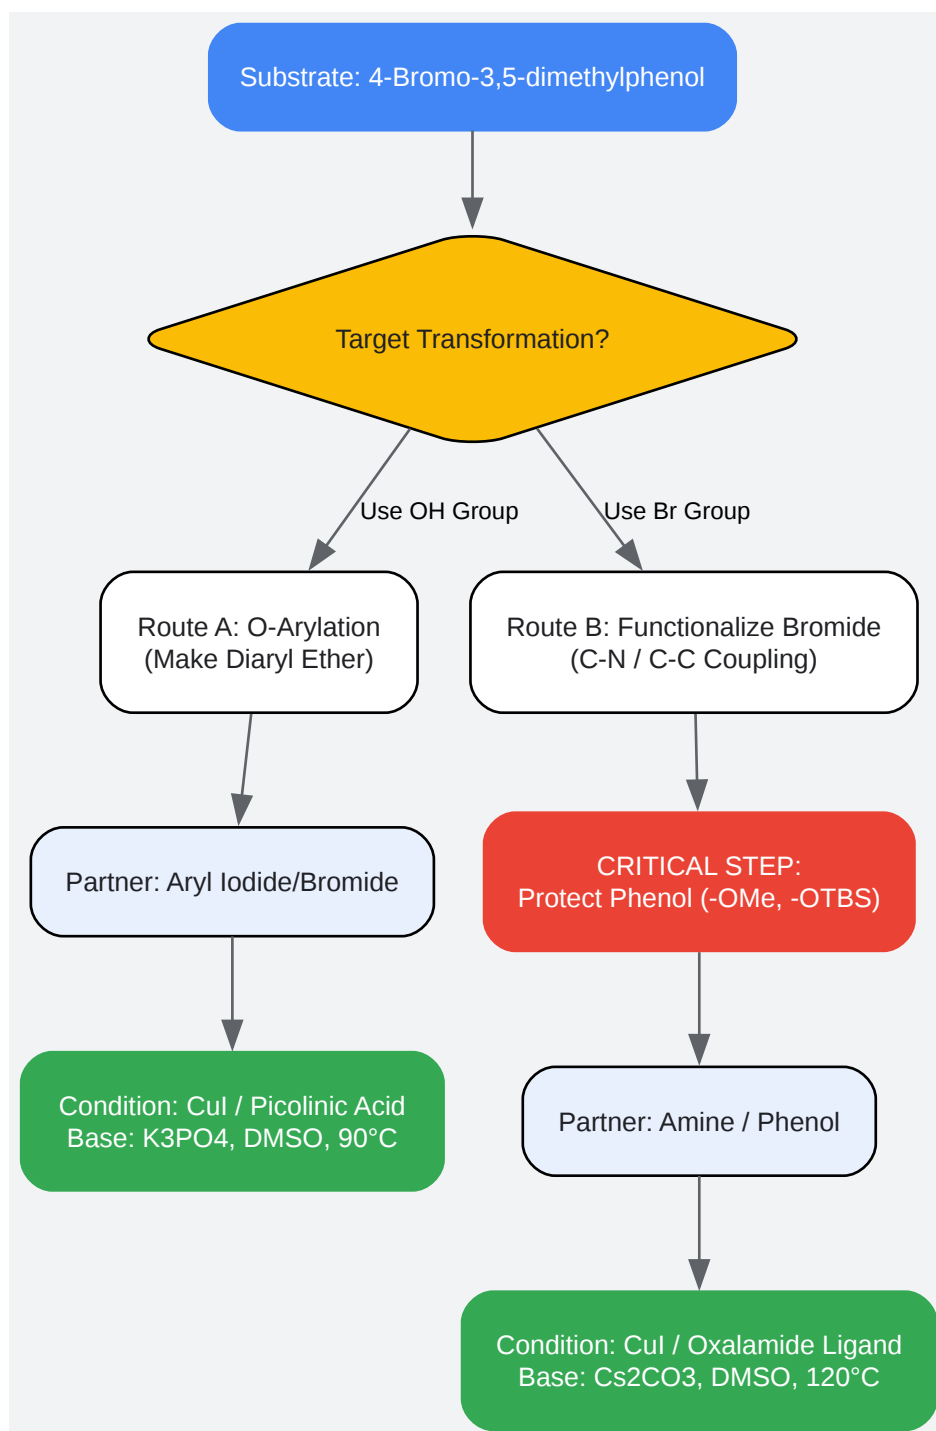 Substrate: 4-Bromo-3,5-dimethylphenol
Target Transformation?
Use OH Group
Use Br Group
Route A: O-Arylation
(Make Diaryl Ether)
Route B: Functionalize Bromide
(C-N / C-C Coupling)
Partner: Aryl Iodide/Bromide
CRITICAL STEP:
Protect Phenol (-OMe, -OTBS)
Condition: CuI / Picolinic Acid
Base: K3PO4, DMSO, 90°C
Partner: Amine / Phenol
Condition: CuI / Oxalamide Ligand
Base: Cs2CO3, DMSO, 120°C